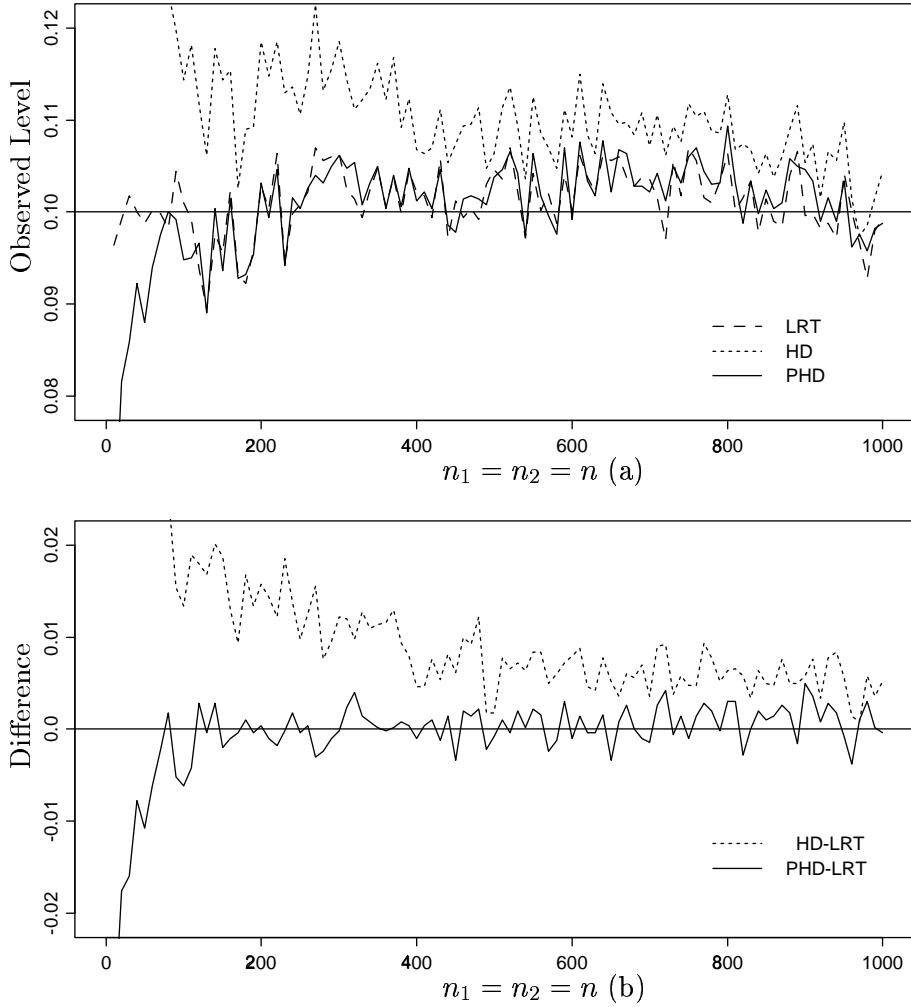 0.12
0.11
0.10
0.09
0.08
Observed Level
LRT
HD
PHD
0 200 400 600 800 1000
n₁ = n₂ = n (a)
0.02
0.01
0.0
-0.01
-0.02
Difference
HD-LRT
PHD-LRT
0 200 400 600 800 1000
n₁ = n₂ = n (b)